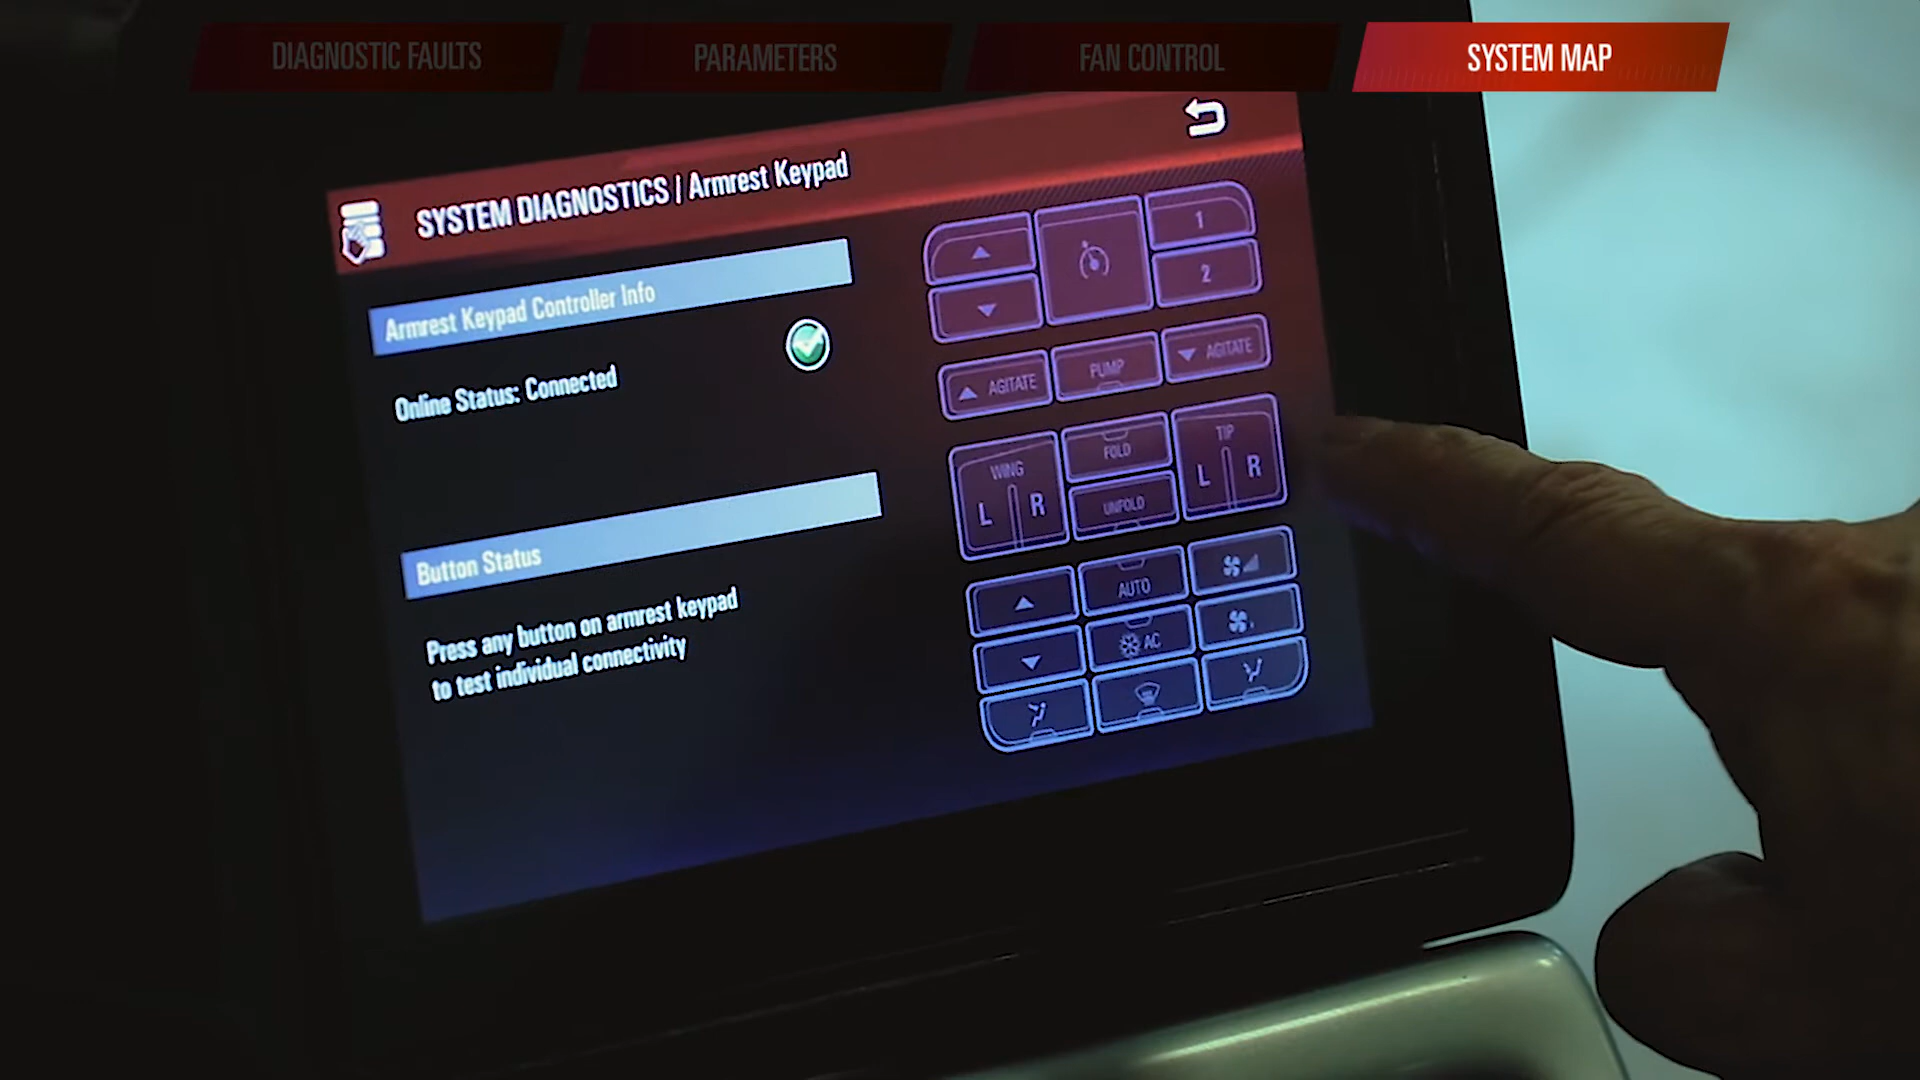 DIAGNOSTIC FAULTS
PARAMETERS
FAN CONTROL
SYSTEM MAP
SYSTEM DIAGNOSTICS | Armrest Keypad
Armrest Keypad Controller Info
Online Status: Connected
Button Status
Press any button on armrest keypad
to test individual connectivity
1
2
AGITATE
PUMP
AGITATE
WING
L R
FOLD
UNFOLD
TIP
L R
AUTO
AC